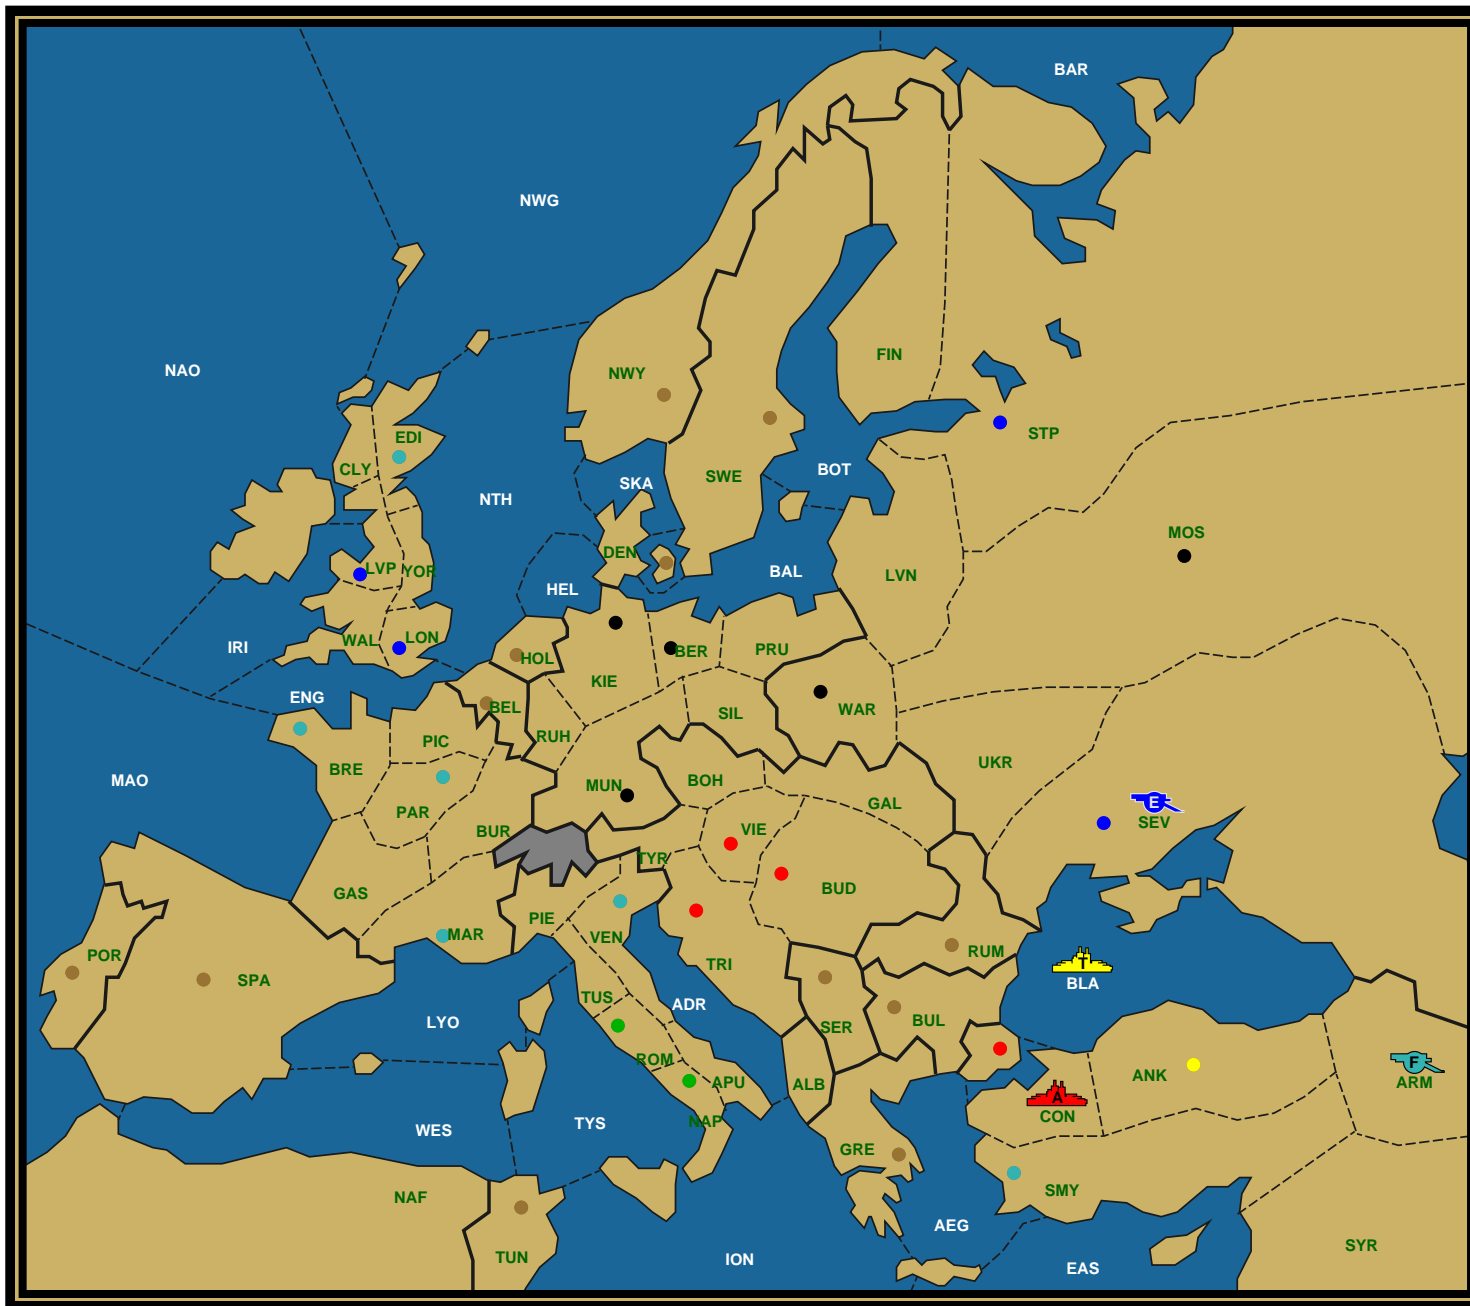 BAR
NWG
NAO
FIN
NWY
EDI
STP
CLY
SKA
BOT
SWE
NTH
MOS
DEN
LVP
YOR
BAL
LVN
HEL
WAL
LON
IRI
HOL
BER
PRU
KIE
ENG
BEL
SIL
WAR
RUH
PIC
BRE
UKR
MAO
MUN
BOH
E
GAL
PAR
SEV
BUR
VIE
TYR
BUD
GAS
PIE
MAR
VEN
RUM
POR
TRI
T
SPA
BLA
TUS
ADR
LYO
BUL
SER
ROM
F
ANK
APU
ALB
ARM
A
CON
NAP
WES
TYS
GRE
SMY
NAF
AEG
SYR
TUN
ION
EAS